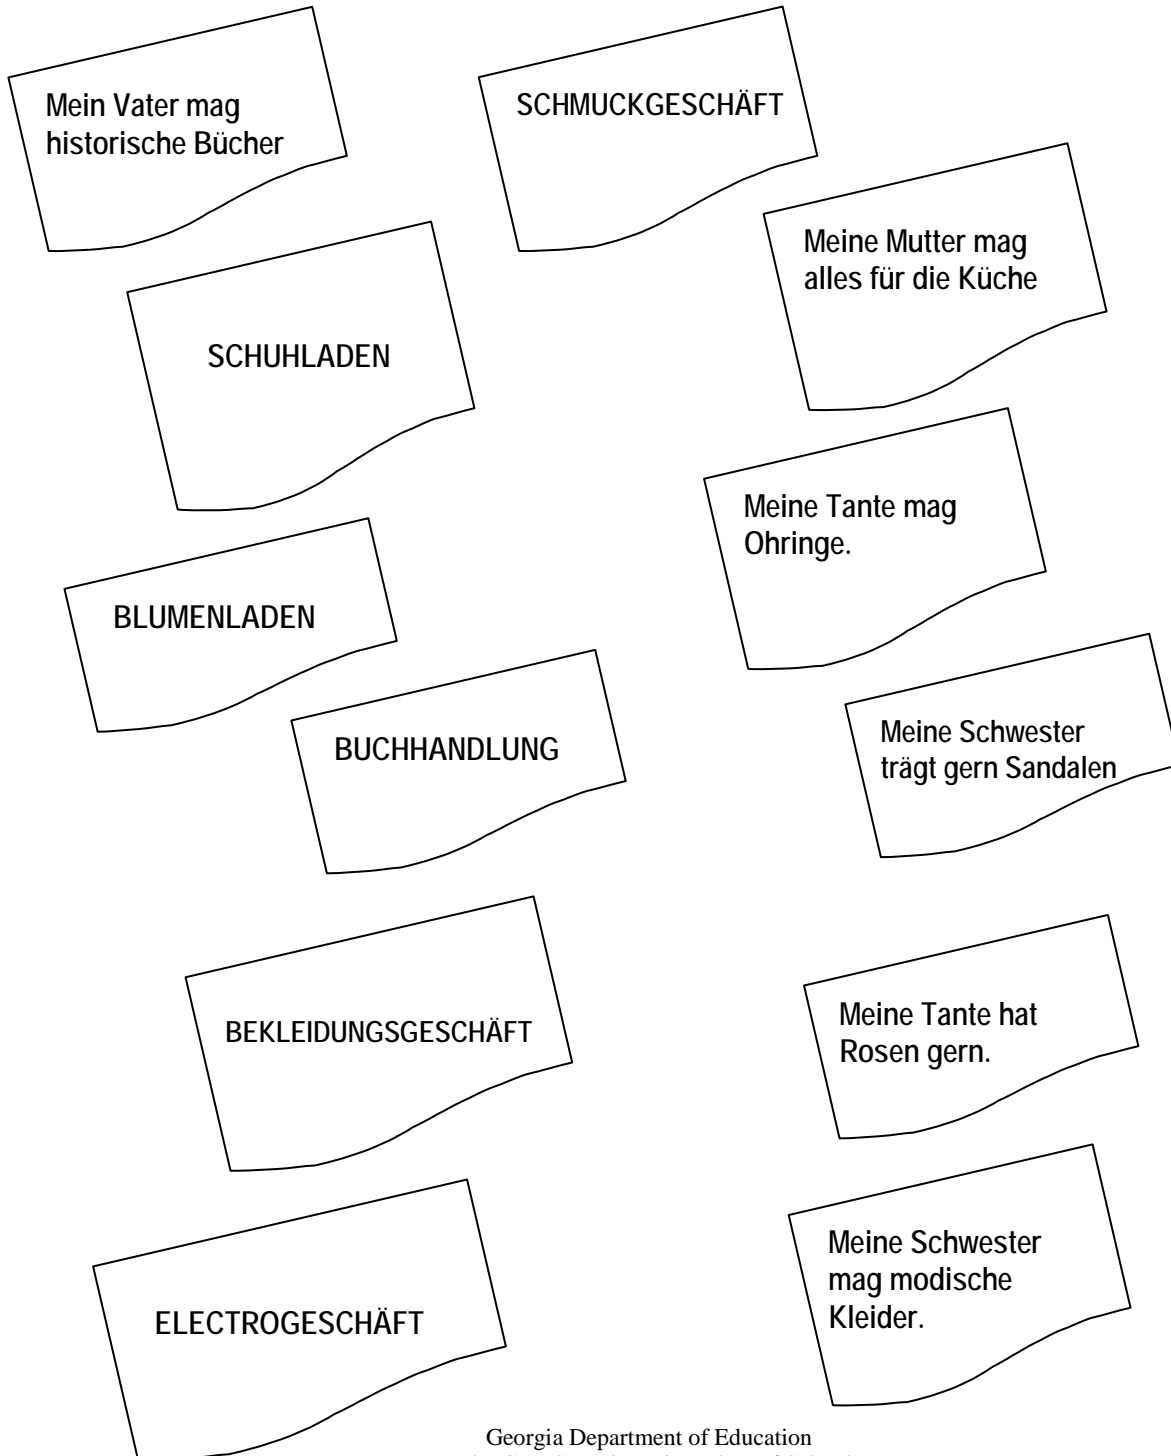 Mein Vater mag
historische Bücher
SCHMUCKGESCHÄFT
Meine Mutter mag
alles für die Küche
SCHUHLADEN
Meine Tante mag
Ohringe.
BLUMENLADEN
BUCHHANDLUNG
Meine Schwester
trägt gern Sandalen
BEKLEIDUNGSGESCHÄFT
Meine Tante hat
Rosen gern.
Meine Schwester
mag modische
Kleider.
ELECTROGESCHÄFT
Georgia Department of Education